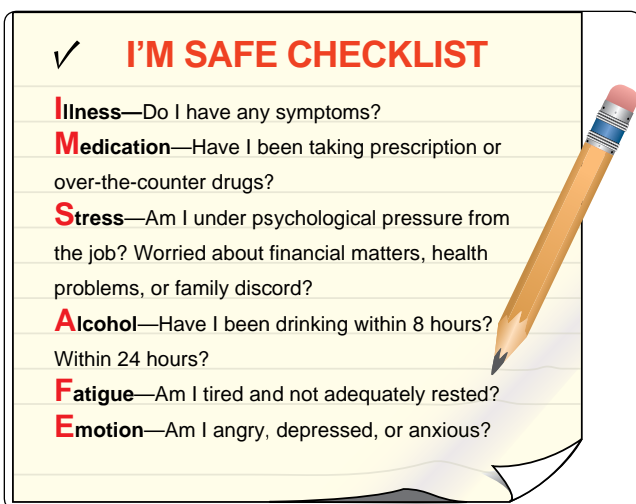 ✓ I'M SAFE CHECKLIST
Illness—Do I have any symptoms?
Medication—Have I been taking prescription or
over-the-counter drugs?
Stress—Am I under psychological pressure from
the job? Worried about financial matters, health
problems, or family discord?
Alcohol—Have I been drinking within 8 hours?
Within 24 hours?
Fatigue—Am I tired and not adequately rested?
Emotion—Am I angry, depressed, or anxious?